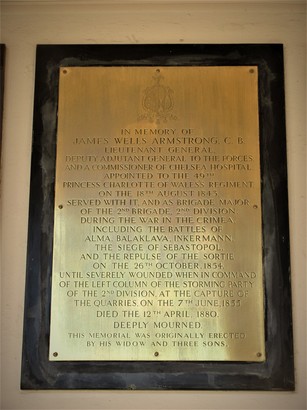 IN MEMORY OF
JAMES WELLS ARMSTRONG, C. B.
LIEUTENANT GENERAL
DEPUTY ADJUTANT GENERAL TO THE FORCES
AND A COMMISSIONER OF CHELSEA HOSPITAL
APPOINTED TO THE 49TH
PRINCESS CHARLOTTE OF WALES'S REGIMENT
ON THE 18TH AUGUST 1843.
SERVED WITH IT, AND AS BRIGADE MAJOR
OF THE 2ND BRIGADE, 2ND DIVISION
DURING THE WAR IN THE CRIMEA
INCLUDING THE BATTLES OF
ALMA, BALAKLAVA, INKERMANN,
THE SIEGE OF SEBASTOPOL,
AND THE REPULSE OF THE SORTIE
ON THE 26TH OCTOBER 1854,
UNTIL SEVERELY WOUNDED WHEN IN COMMAND
OF THE LEFT COLUMN OF THE STORMING PARTY
OF THE 2ND DIVISION, AT THE CAPTURE OF
THE QUARRIES, ON THE 7TH JUNE, 1855
DIED THE 12TH APRIL 1880.
DEEPLY MOURNED
THIS MEMORIAL WAS ORIGINALLY ERECTED
BY HIS WIDOW AND THREE SONS.